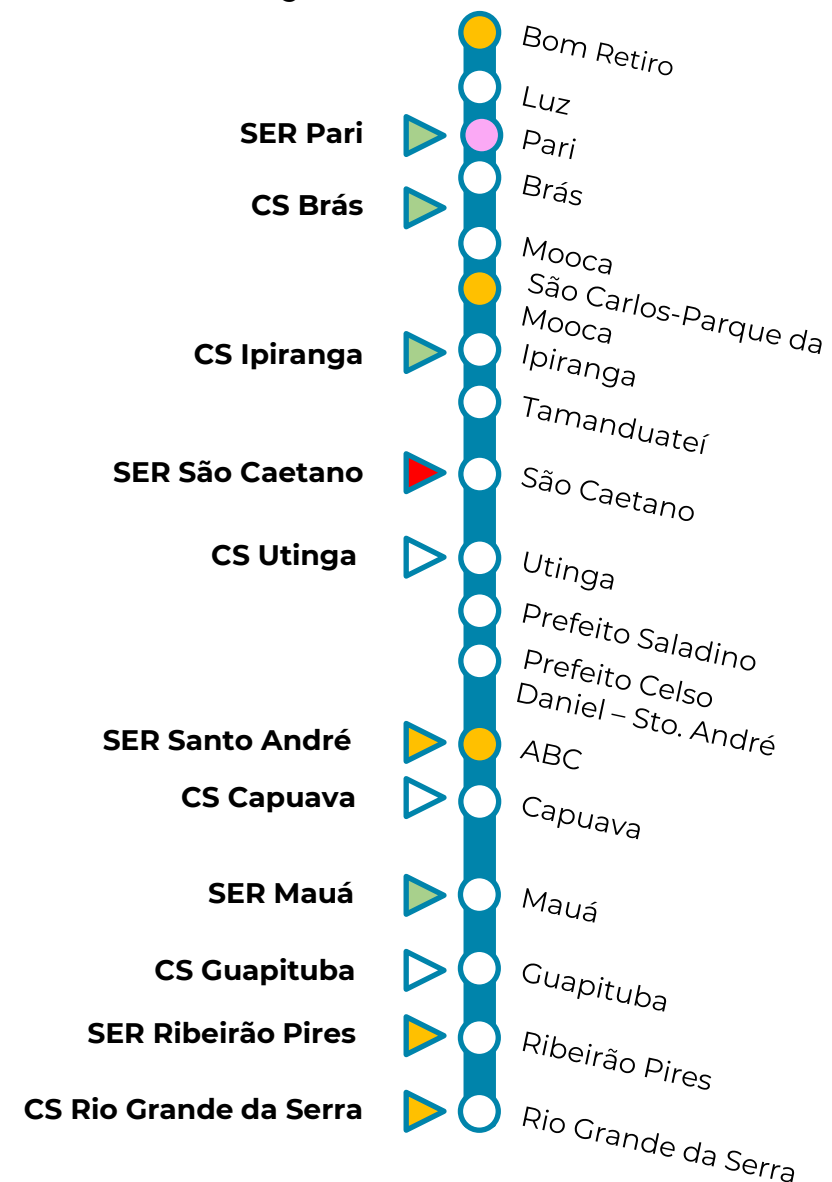 Bom Retiro
Luz
SER Pari
Pari
Brás
CS Brás
Mooca
São Carlos-Parque da
Mooca
CS Ipiranga
Ipiranga
Tamanduateí
SER São Caetano
São Caetano
CS Utinga
Utinga
Prefeito Saladino
Prefeito Celso
Daniel – Sto. André
SER Santo André
ABC
CS Capuava
Capuava
SER Mauá
Mauá
CS Guapituba
Guapituba
SER Ribeirão Pires
Ribeirão Pires
CS Rio Grande da Serra
Rio Grande da Serra